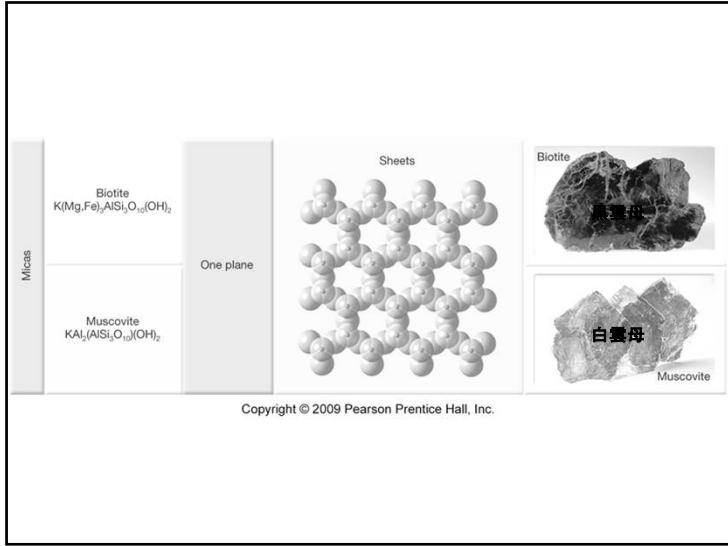 Micas
Biotite
K(Mg,Fe)₃AlSi₃O₁₀(OH)₂
Muscovite
KAl₂(AlSi₃O₁₀)(OH)₂
One plane
Sheets
Biotite
黑雲母
白雲母
Muscovite
Copyright © 2009 Pearson Prentice Hall, Inc.